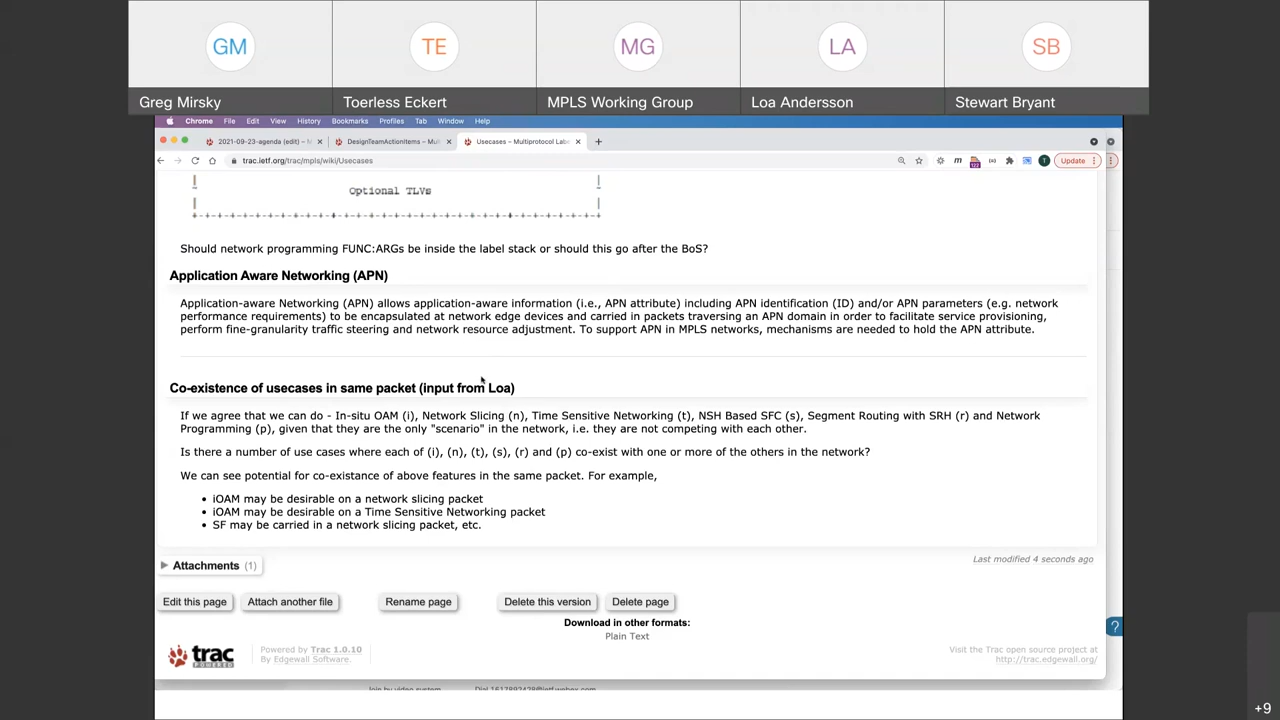 GM
TE
MG
LA
SB
Greg Mirsky
Toerless Eckert
MPLS Working Group
Loa Andersson
Stewart Bryant
Chrome File Edit View History Bookmarks Profiles Tab Window Help
2021-09-23-agenda (edit) – M
DesignTeamActionItems – Mul
Usecases – Multiprotocol Labe
trac.ietf.org/trac/mpls/wiki/Usecases
Update
Optional TLVs
Should network programming FUNC:ARGs be inside the label stack or should this go after the BoS?
Application Aware Networking (APN)
Application-aware Networking (APN) allows application-aware information (i.e., APN attribute) including APN identification (ID) and/or APN parameters (e.g. network
performance requirements) to be encapsulated at network edge devices and carried in packets traversing an APN domain in order to facilitate service provisioning,
perform fine-granularity traffic steering and network resource adjustment. To support APN in MPLS networks, mechanisms are needed to hold the APN attribute.
Co-existence of usecases in same packet (input from Loa)
If we agree that we can do - In-situ OAM (i), Network Slicing (n), Time Sensitive Networking (t), NSH Based SFC (s), Segment Routing with SRH (r) and Network
Programming (p), given that they are the only "scenario" in the network, i.e. they are not competing with each other.
Is there a number of use cases where each of (i), (n), (t), (s), (r) and (p) co-exist with one or more of the others in the network?
We can see potential for co-existance of above features in the same packet. For example,
• iOAM may be desirable on a network slicing packet
• iOAM may be desirable on a Time Sensitive Networking packet
• SF may be carried in a network slicing packet, etc.
Last modified 4 seconds ago
Attachments (1)
Edit this page
Attach another file
Rename page
Delete this version
Delete page
Download in other formats:
Plain Text
trac
POWERED
Powered by Trac 1.0.10
By Edgewall Software.
Visit the Trac open source project at
http://trac.edgewall.org/
?
+9